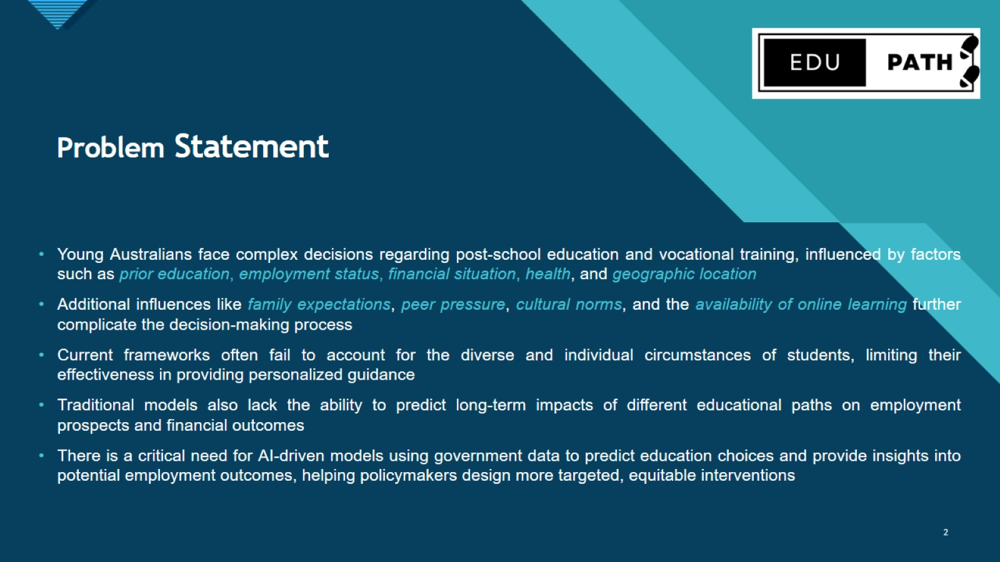 EDU PATH
Problem Statement
• Young Australians face complex decisions regarding post-school education and vocational training, influenced by factors
such as prior education, employment status, financial situation, health, and geographic location
• Additional influences like family expectations, peer pressure, cultural norms, and the availability of online learning further
complicate the decision-making process
• Current frameworks often fail to account for the diverse and individual circumstances of students, limiting their
effectiveness in providing personalized guidance
• Traditional models also lack the ability to predict long-term impacts of different educational paths on employment
prospects and financial outcomes
• There is a critical need for AI-driven models using government data to predict education choices and provide insights into
potential employment outcomes, helping policymakers design more targeted, equitable interventions
2